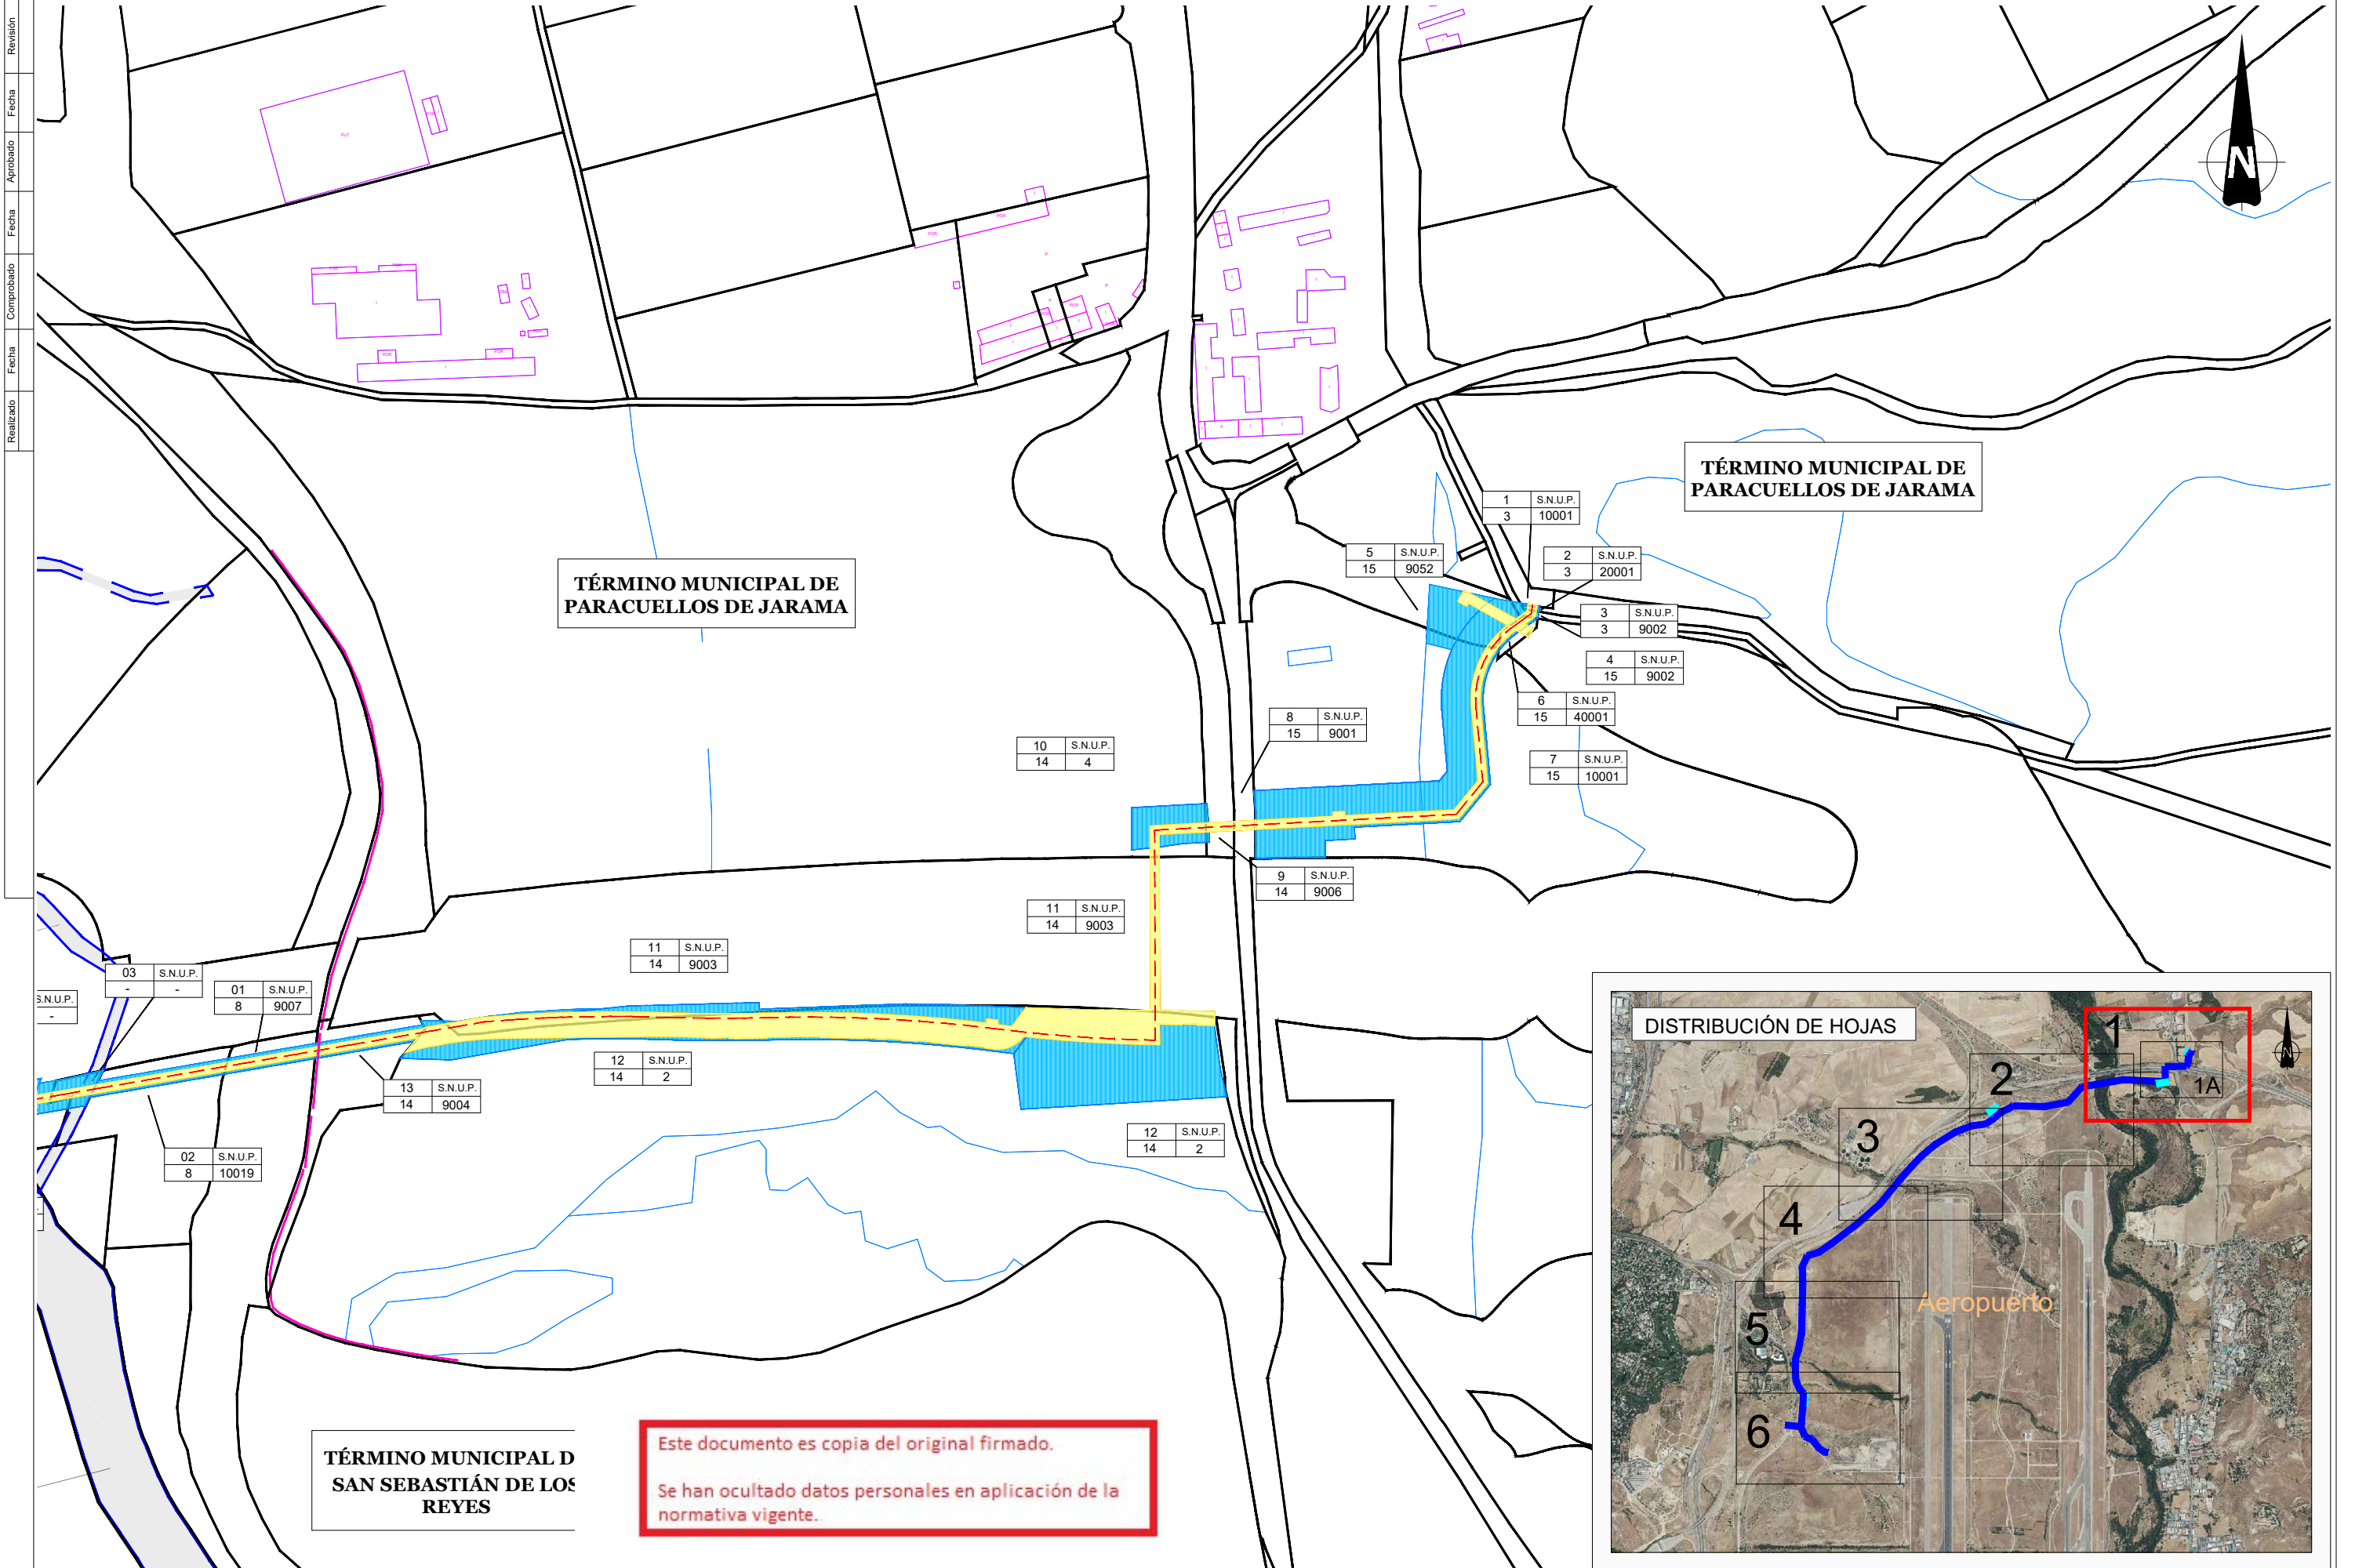 Revisión
Fecha
Aprobado
Fecha
Comprobado
Fecha
Realizado
N
TÉRMINO MUNICIPAL DE
PARACUELLOS DE JARAMA
TÉRMINO MUNICIPAL DE
PARACUELLOS DE JARAMA
1 S.N.U.P.
3 10001
5 S.N.U.P.
15 9052
2 S.N.U.P.
3 20001
3 S.N.U.P.
3 9002
4 S.N.U.P.
15 9002
6 S.N.U.P.
15 40001
8 S.N.U.P.
15 9001
10 S.N.U.P.
14 4
7 S.N.U.P.
15 10001
9 S.N.U.P.
14 9006
11 S.N.U.P.
14 9003
11 S.N.U.P.
14 9003
03 S.N.U.P.
- -
01 S.N.U.P.
8 9007
S.N.U.P.
-
12 S.N.U.P.
14 2
13 S.N.U.P.
14 9004
12 S.N.U.P.
14 2
02 S.N.U.P.
8 10019
DISTRIBUCIÓN DE HOJAS
1
N
1A
2
3
4
Aeropuerto
5
6
TÉRMINO MUNICIPAL D
SAN SEBASTIÁN DE LOS
REYES
Este documento es copia del original firmado.
Se han ocultado datos personales en aplicación de la
normativa vigente.